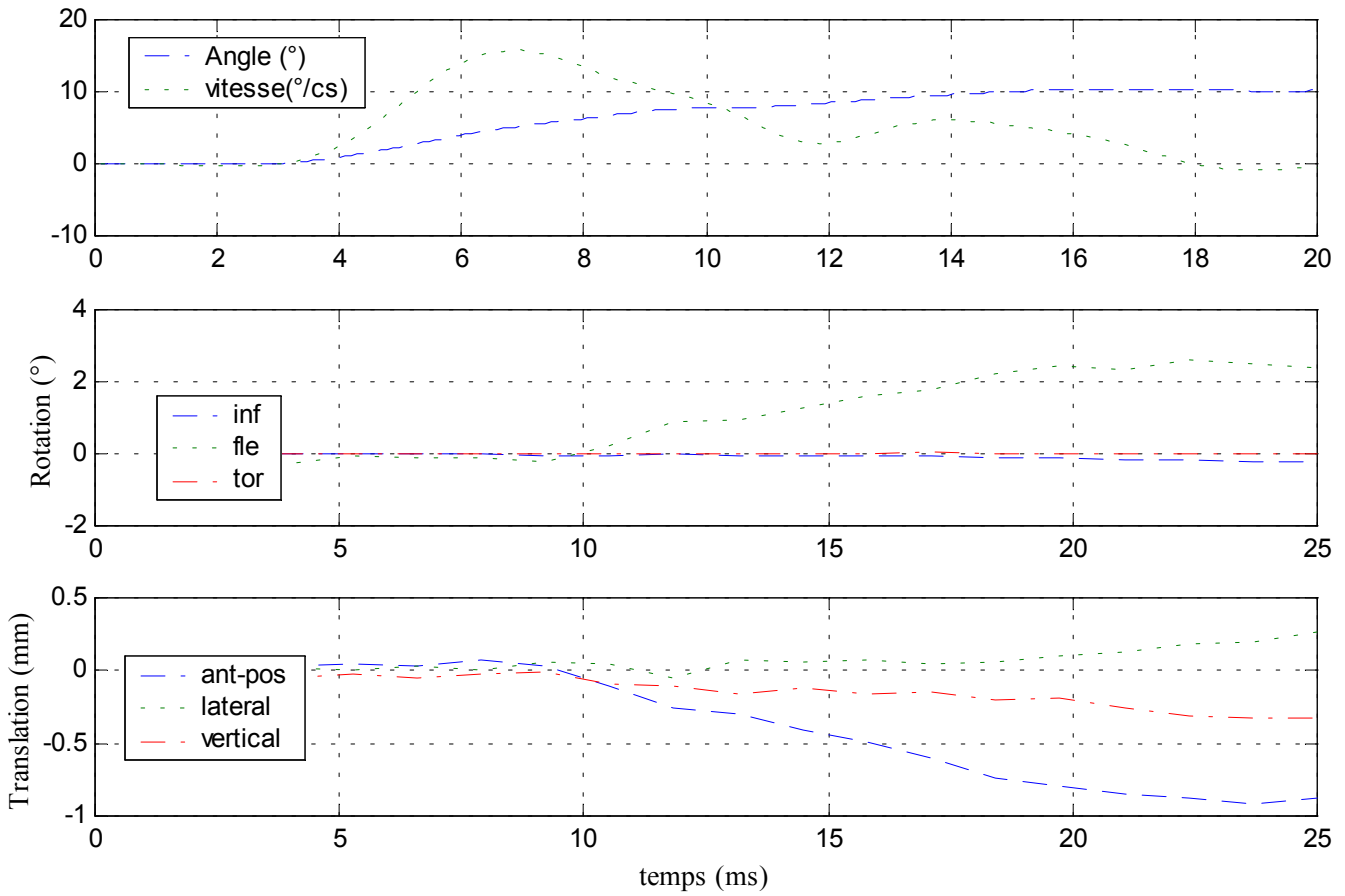 20
10
0
-10
Angle (°)
vitesse(°/cs)
0 2 4 6 8 10 12 14 16 18 20
Rotation (°)
4
2
0
-2
inf
fle
tor
0 5 10 15 20 25
Translation (mm)
0.5
0
-0.5
-1
ant-pos
lateral
vertical
0 5 10 15 20 25
temps (ms)